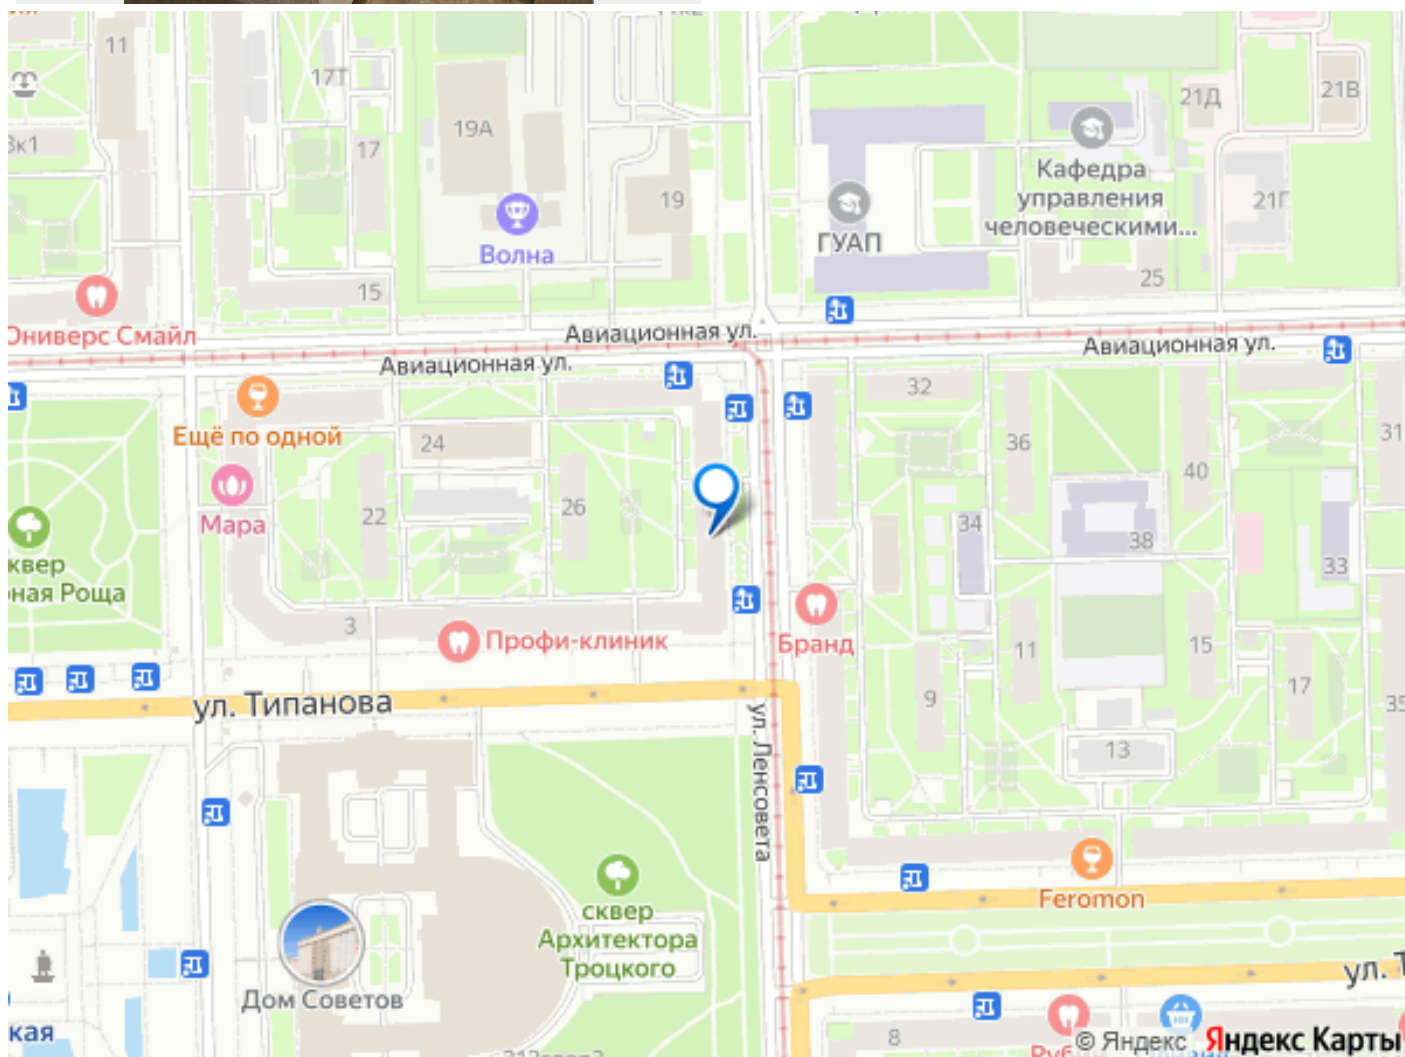 11
17Т
21Д
21В
19А
3к1
17
Кафедра
управления
человеческими...
19
21Г
ГУАП
Волна
25
15
Авиационная ул.
Юниверс Смайл
Авиационная ул.
Авиационная ул.
32
Ещё по одной
24
36
31
40
Мара
22
26
34
38
сквер
33
ная Роща
3
Профи-клиник
Бранд
11
15
ул. Типанова
9
17
35
ул. Ленсовета
13
Feromon
сквер
Архитектора
Троцкого
Дом Советов
ул. Т
кая
8
© Яндекс Яндекс Карты